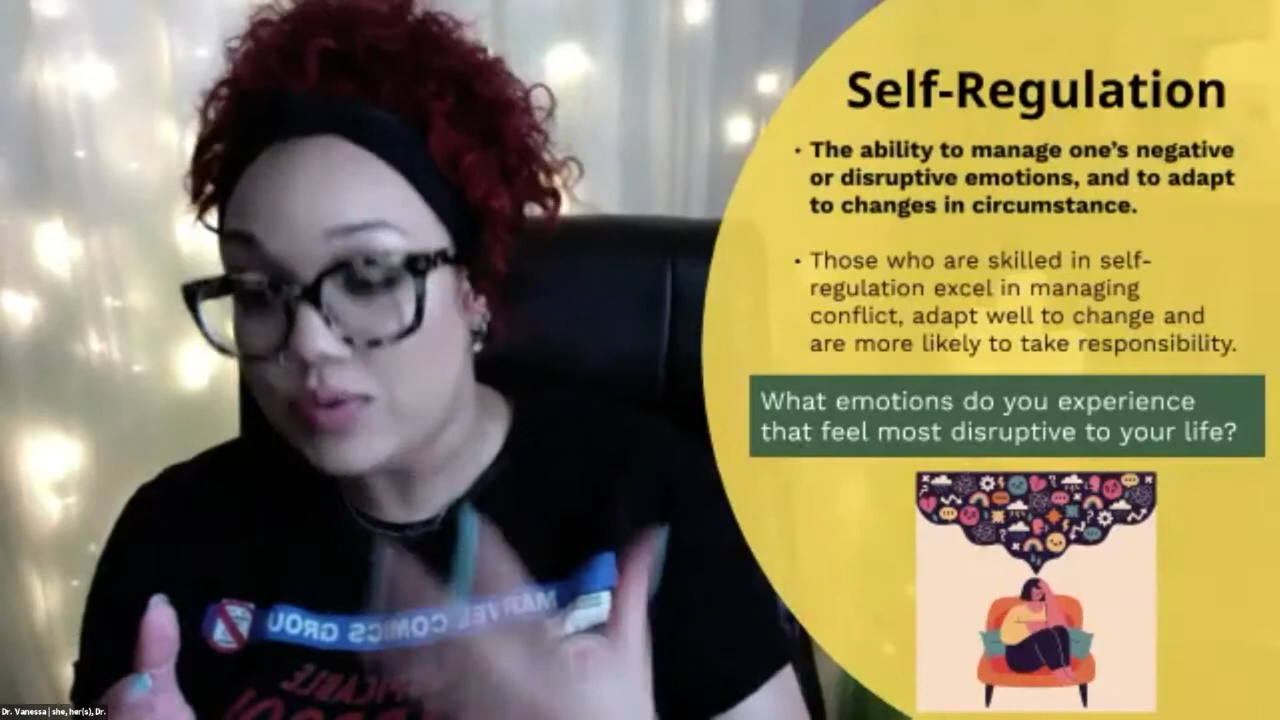 Self-Regulation
• The ability to manage one's negative
or disruptive emotions, and to adapt
to changes in circumstance.
• Those who are skilled in self-
regulation excel in managing
conflict, adapt well to change and
are more likely to take responsibility.
What emotions do you experience
that feel most disruptive to your life?
MARVEL COMICS GROU
Dr. Vanessa | she, her(s), Dr.